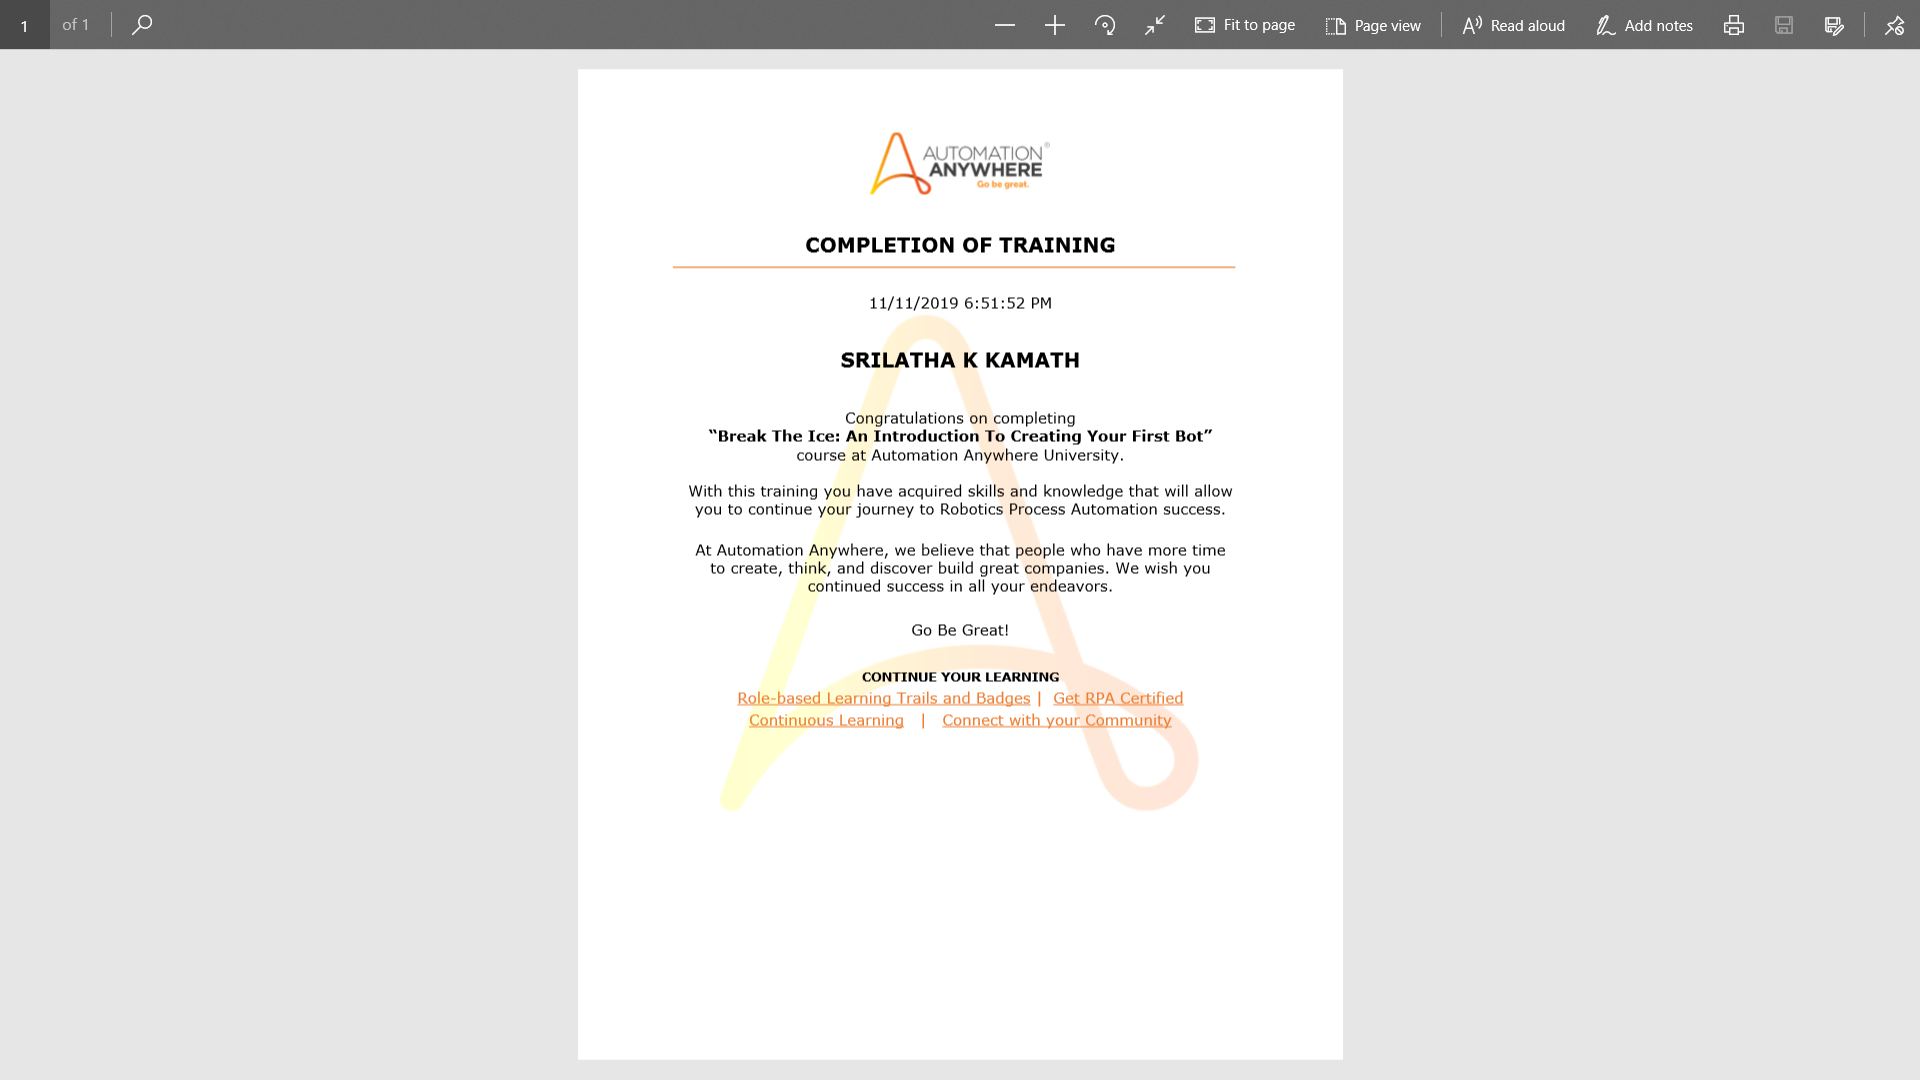 1 of 1 Fit to page Page view Read aloud Add notes
AUTOMATION®
ANYWHERE
Go be great.
COMPLETION OF TRAINING
11/11/2019 6:51:52 PM
SRILATHA K KAMATH
Congratulations on completing
“Break The Ice: An Introduction To Creating Your First Bot”
course at Automation Anywhere University.
With this training you have acquired skills and knowledge that will allow
you to continue your journey to Robotics Process Automation success.
At Automation Anywhere, we believe that people who have more time
to create, think, and discover build great companies. We wish you
continued success in all your endeavors.
Go Be Great!
CONTINUE YOUR LEARNING
Role-based Learning Trails and Badges | Get RPA Certified
Continuous Learning | Connect with your Community